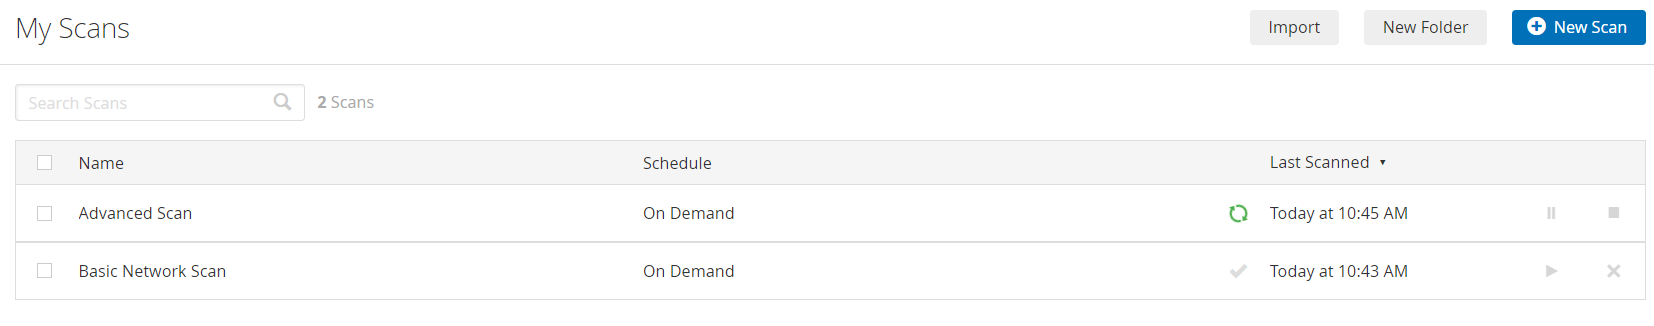 My Scans
Import New Folder New Scan
Search Scans 2 Scans
Name Schedule Last Scanned
Advanced Scan On Demand Today at 10:45 AM
Basic Network Scan On Demand Today at 10:43 AM